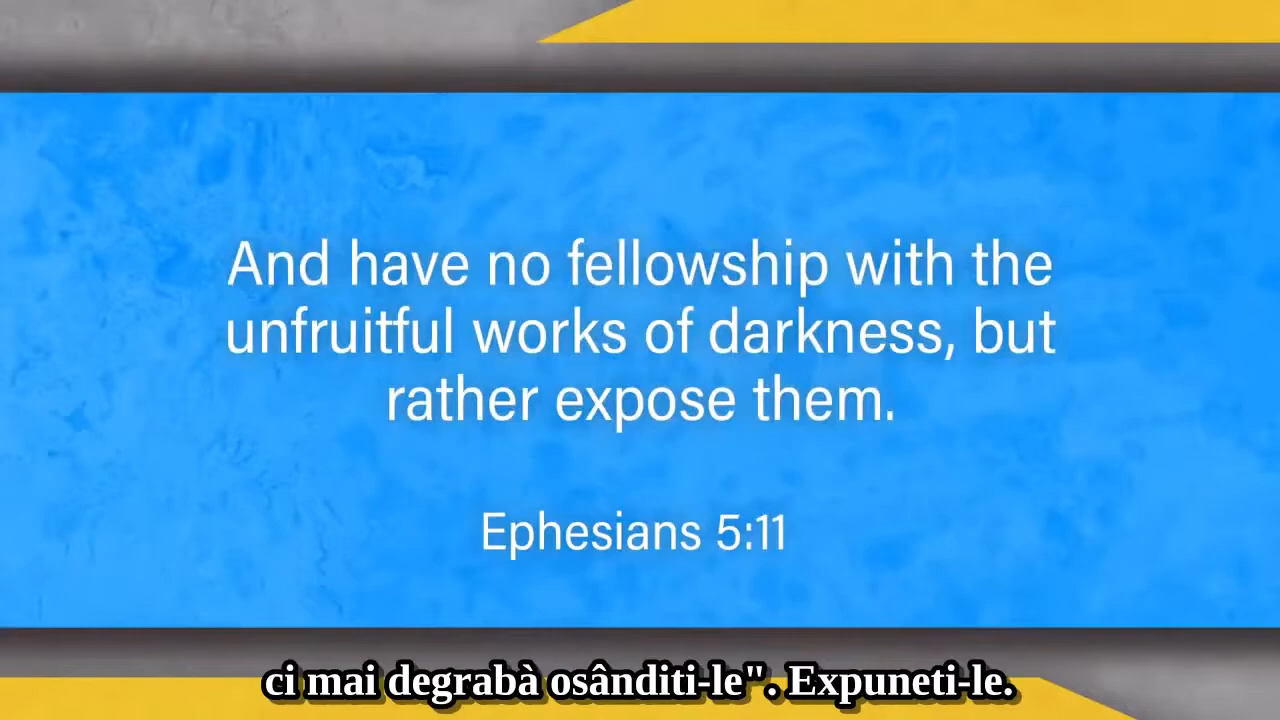 And have no fellowship with the
unfruitful works of darkness, but
rather expose them.
Ephesians 5:11
ci mai degrabà osânditi-le". Expuneti-le.